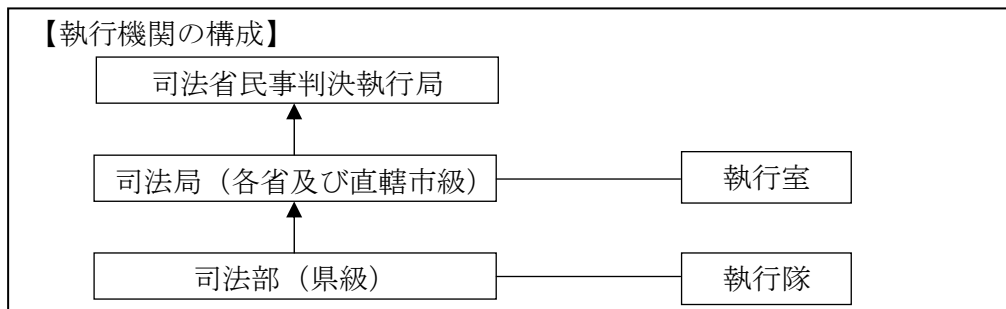 【執行機関の構成】
司法省民事判決執行局
司法局（各省及び直轄市級） 執行室
司法部（県級） 執行隊